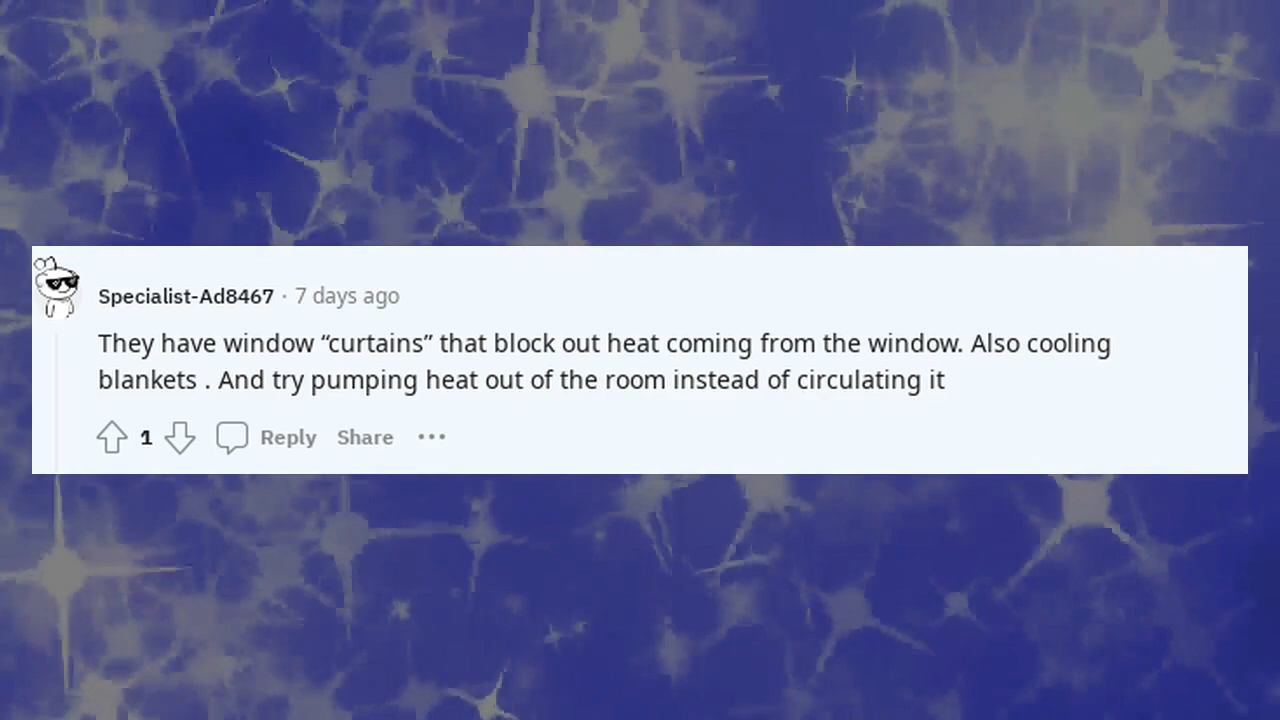 Specialist-Ad8467 · 7 days ago
They have window “curtains” that block out heat coming from the window. Also cooling
blankets . And try pumping heat out of the room instead of circulating it
1 Reply Share •••